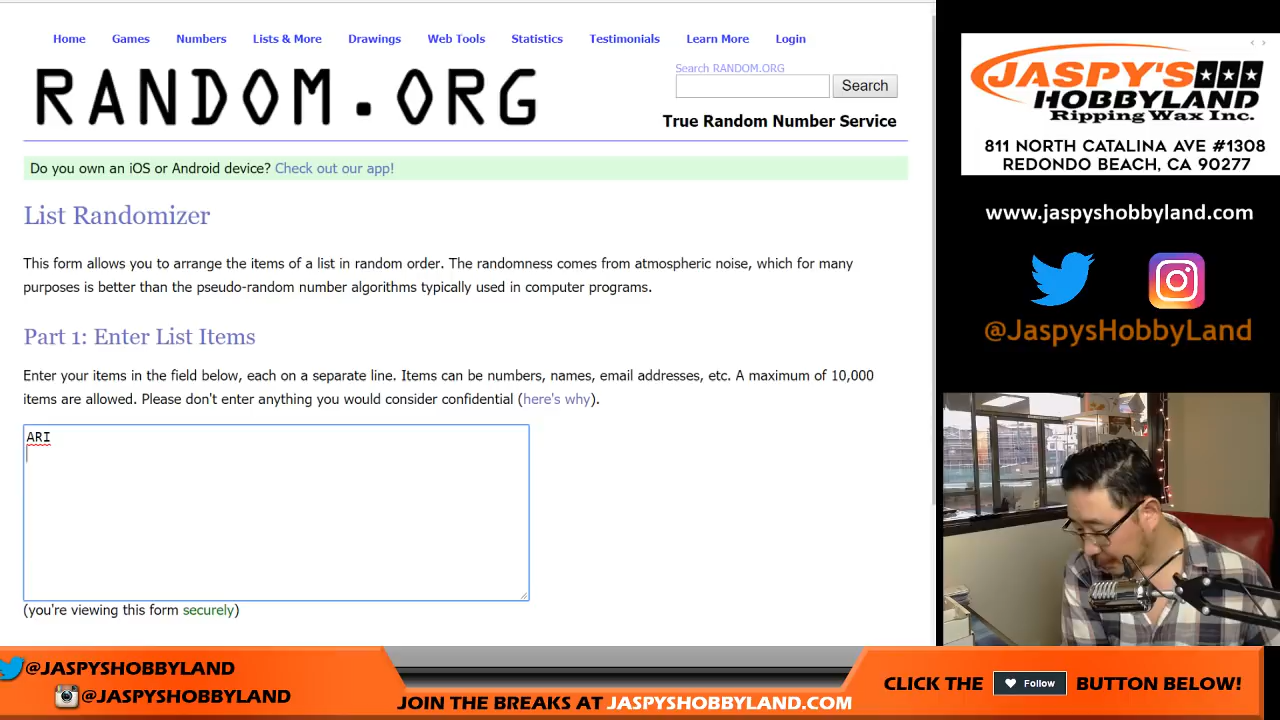 Home Games Numbers Lists & More Drawings Web Tools Statistics Testimonials Learn More Login
RANDOM.ORG
Search RANDOM.ORG
Search
True Random Number Service
Do you own an iOS or Android device? Check out our app!
List Randomizer
This form allows you to arrange the items of a list in random order. The randomness comes from atmospheric noise, which for many
purposes is better than the pseudo-random number algorithms typically used in computer programs.
Part 1: Enter List Items
Enter your items in the field below, each on a separate line. Items can be numbers, names, email addresses, etc. A maximum of 10,000
items are allowed. Please don't enter anything you would consider confidential (here's why).
ARI
(you're viewing this form securely)
JASPY'S
HOBBYLAND
Ripping Wax Inc.
811 NORTH CATALINA AVE #1308
REDONDO BEACH, CA 90277
www.jaspyshobbyland.com
@JaspysHobbyLand
@JASPYSHOBBYLAND
@JASPYSHOBBYLAND
JOIN THE BREAKS AT JASPYSHOBBYLAND.COM
CLICK THE Follow BUTTON BELOW!